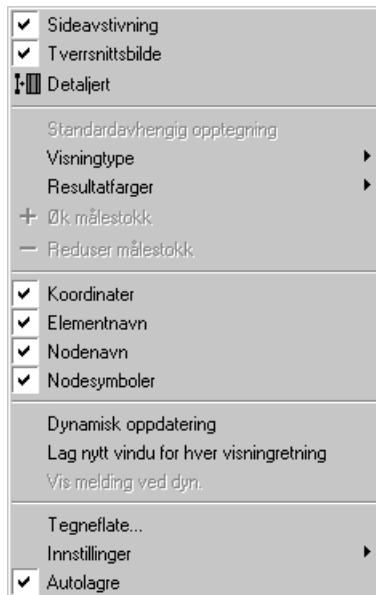 Sideavstivning
Tverrsnittsbilde
Detaljert
Standardavhengig opptegning
Visningtype
Resultatfarger
Øk målestokk
Reduser målestokk
Koordinater
Elementnavn
Nodenavn
Nodesymboler
Dynamisk oppdatering
Lag nytt vindu for hver visningretning
Vis melding ved dyn.
Tegneflate...
Innstillinger
Autolagre